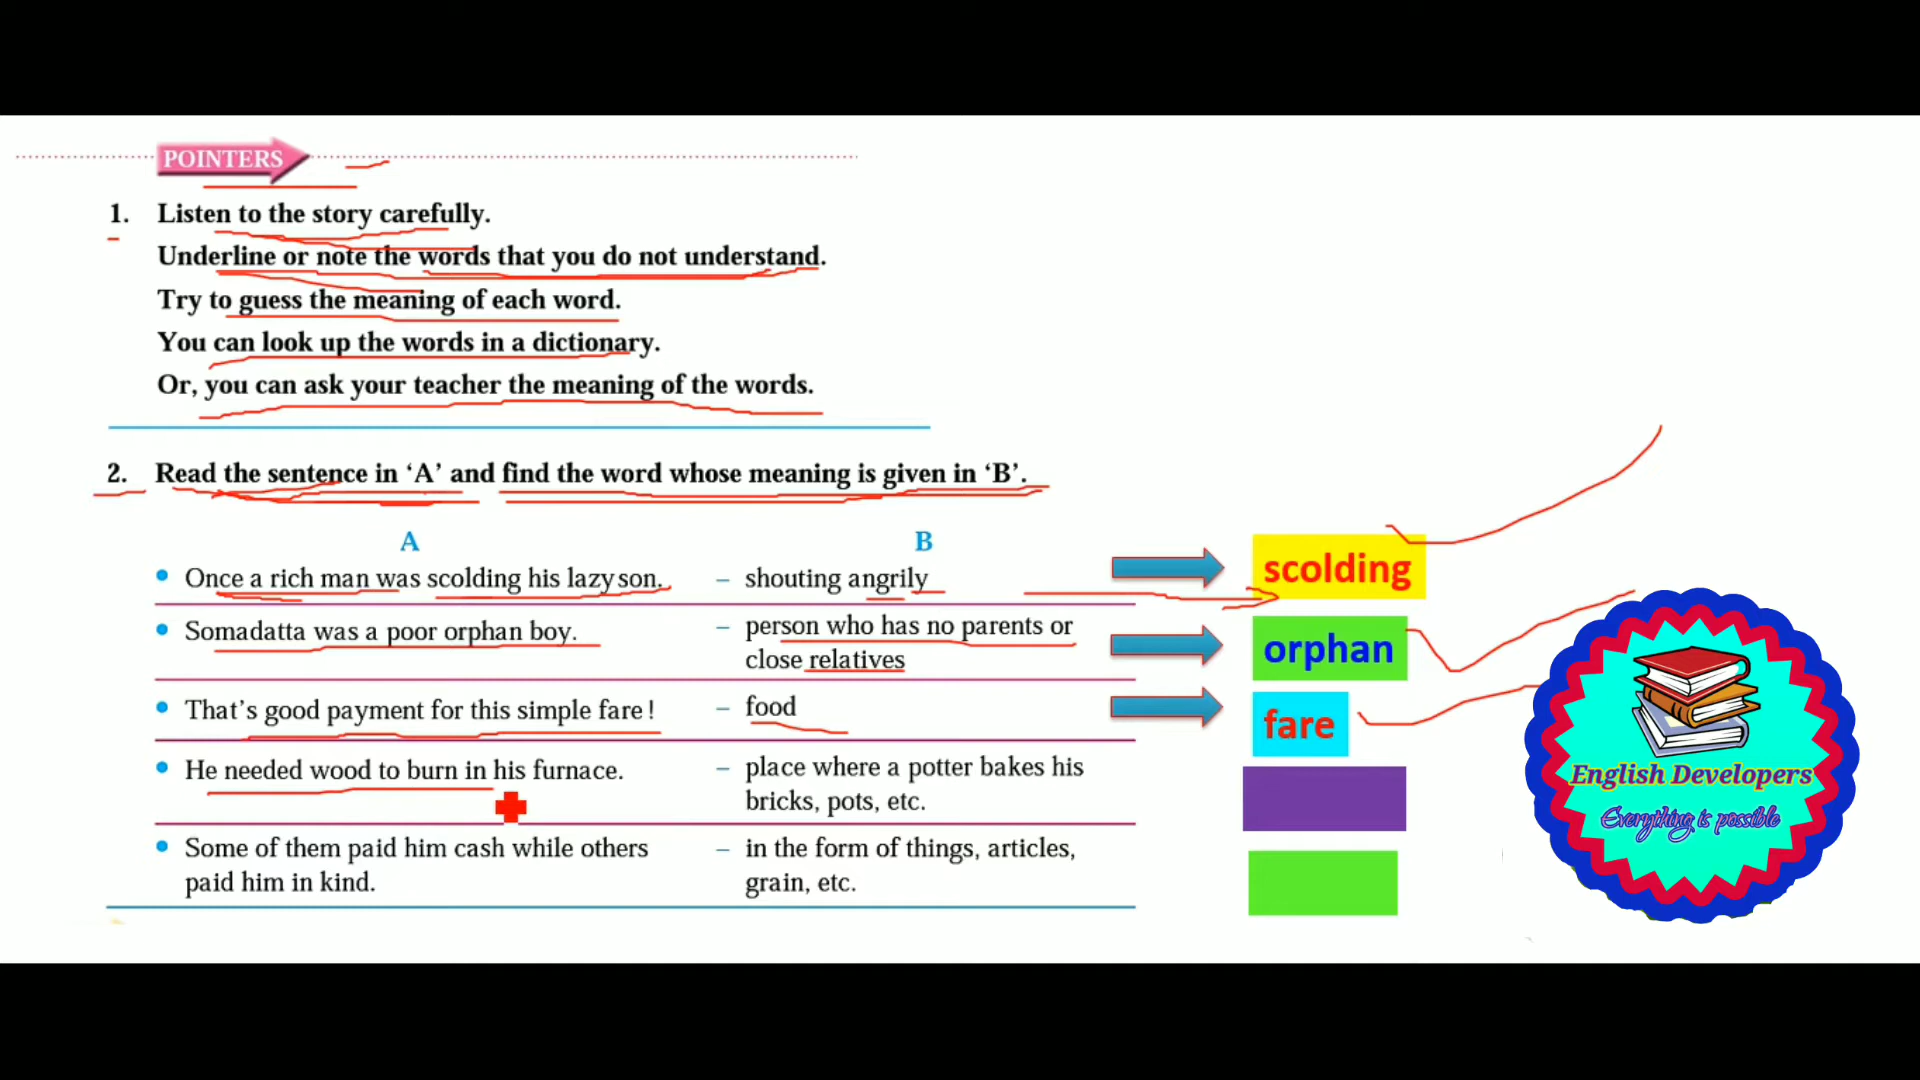 POINTERS
1. Listen to the story carefully.
Underline or note the words that you do not understand.
Try to guess the meaning of each word.
You can look up the words in a dictionary.
Or, you can ask your teacher the meaning of the words.
2. Read the sentence in ‘A’ and find the word whose meaning is given in ‘B’.
A B
• Once a rich man was scolding his lazy son. – shouting angrily
scolding
• Somadatta was a poor orphan boy. – person who has no parents or
close relatives
orphan
• That’s good payment for this simple fare! – food
fare
• He needed wood to burn in his furnace. – place where a potter bakes his
bricks, pots, etc.
• Some of them paid him cash while others – in the form of things, articles,
paid him in kind. grain, etc.
English Developers
Everything is possible